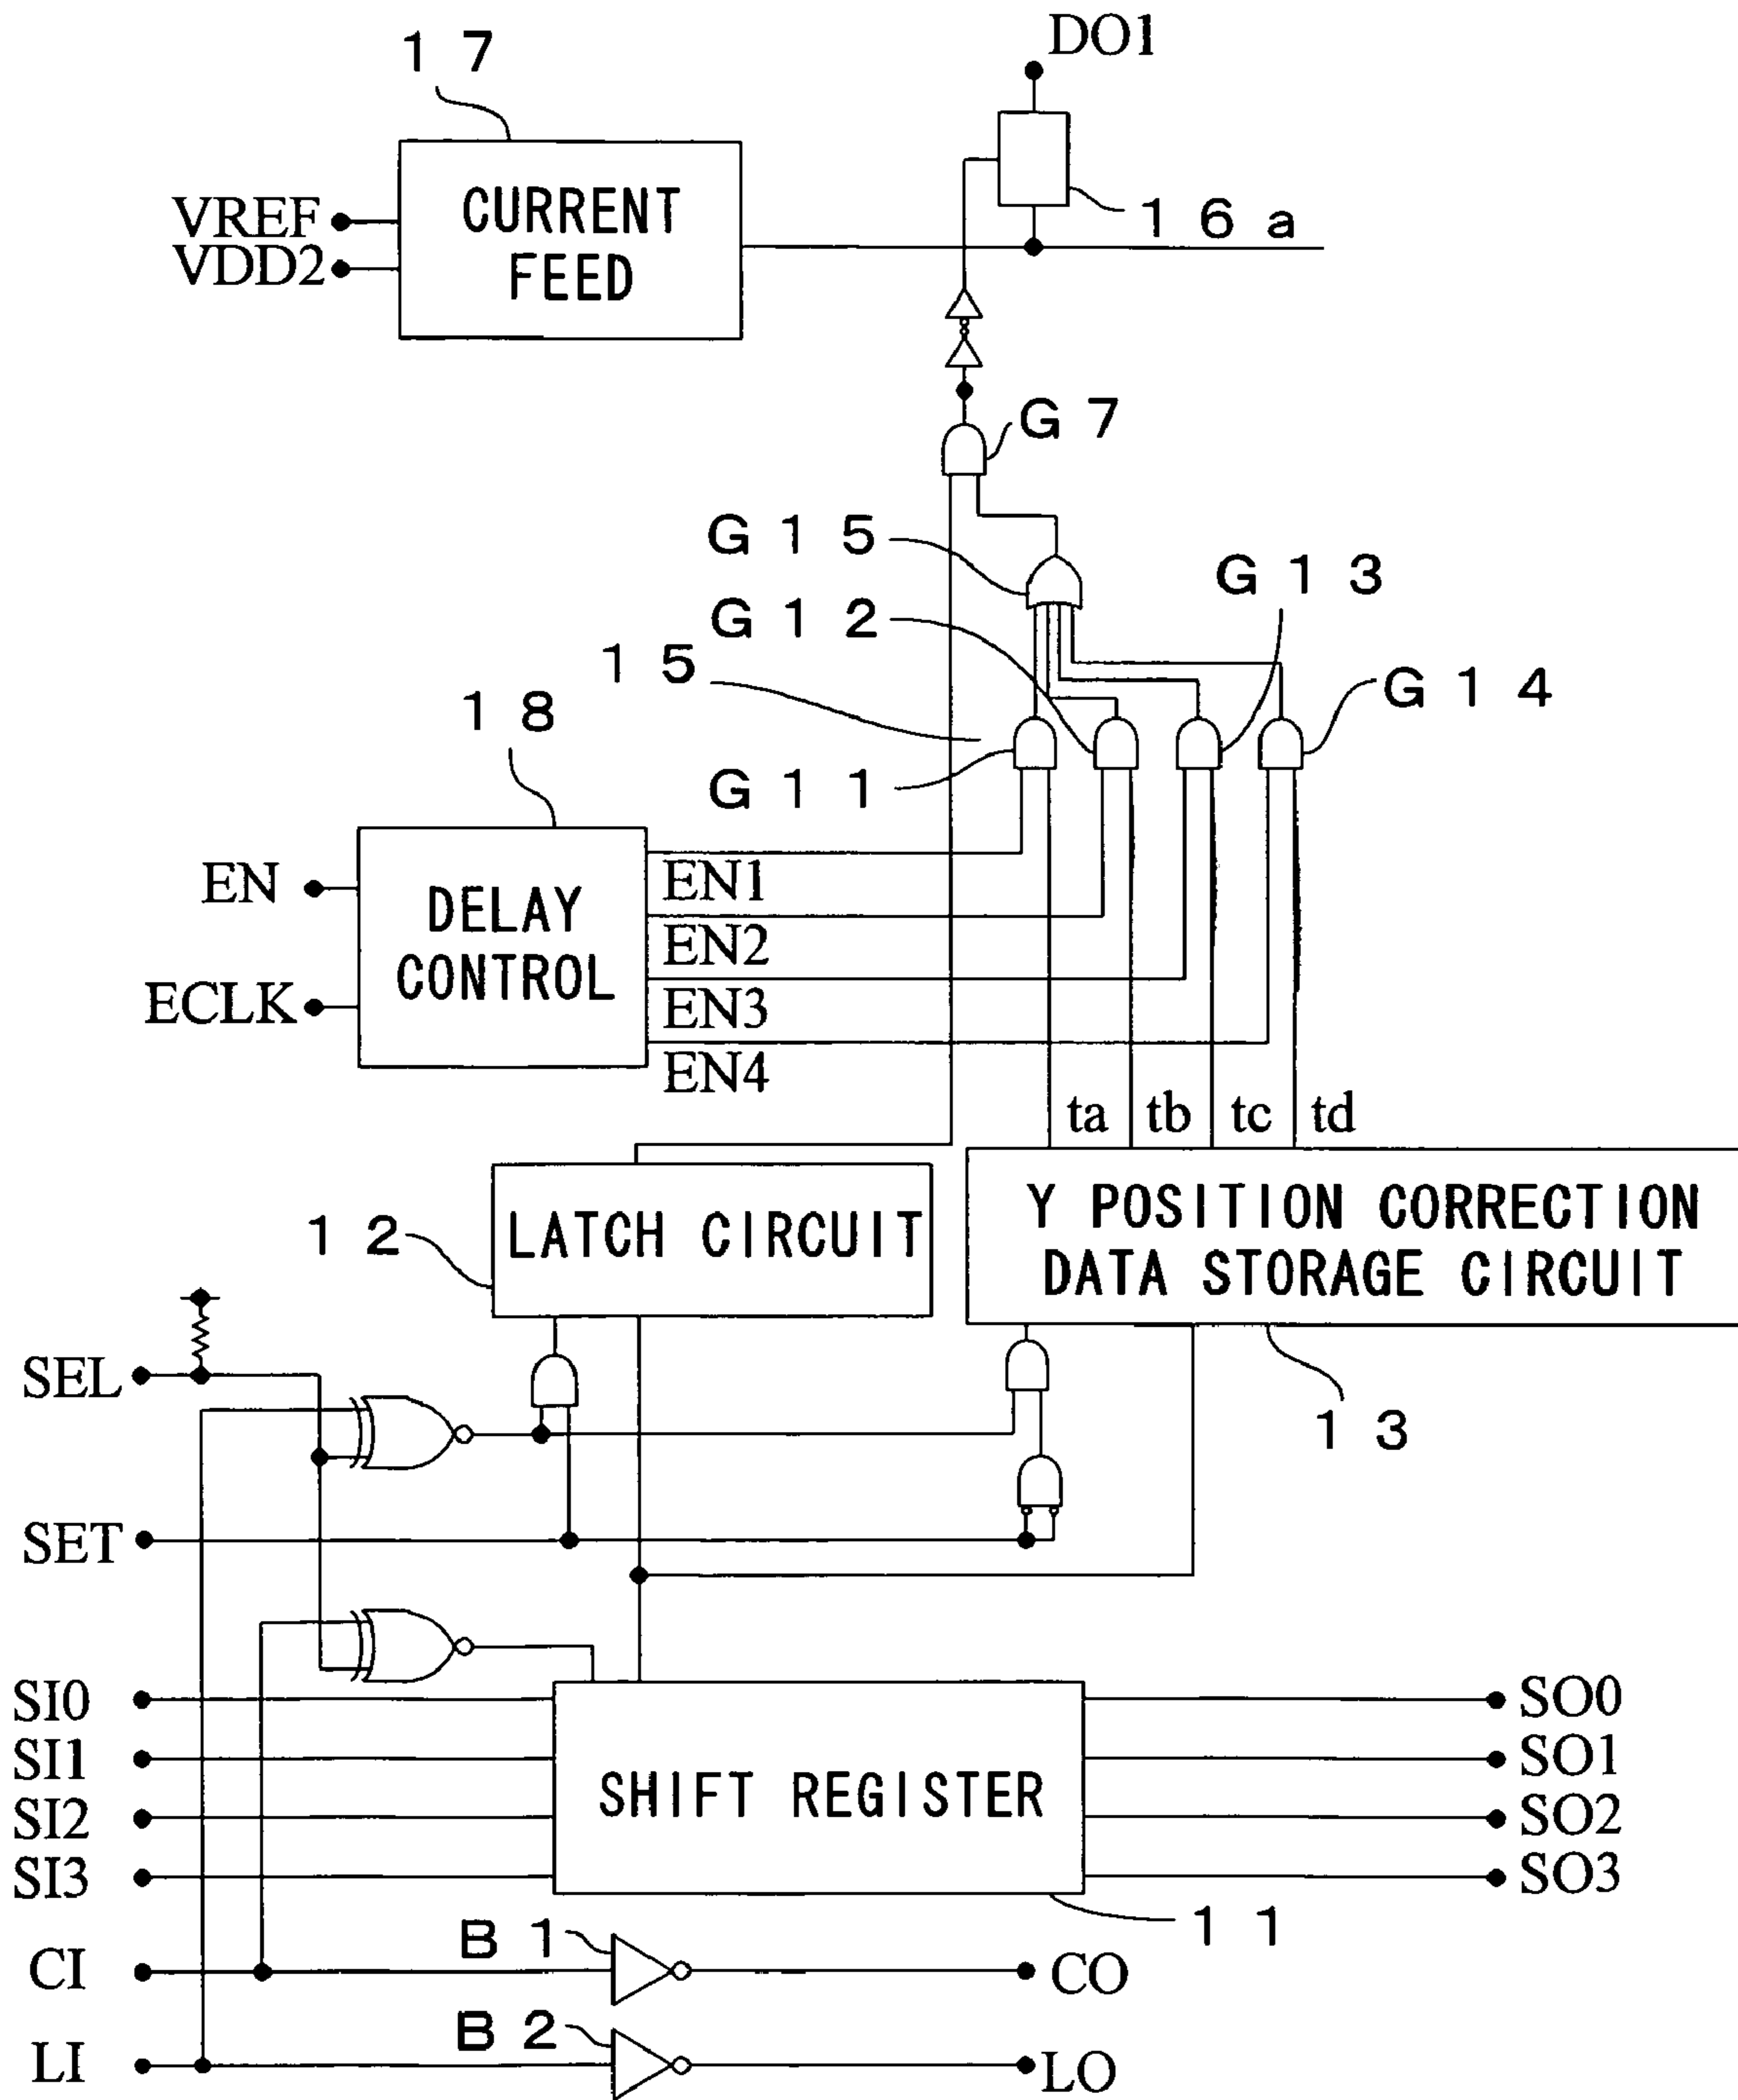 17
DO1
VREF
VDD2
CURRENT
FEED
16a
G7
G15
G13
G12
15
G14
18
G11
EN
ECLK
DELAY
CONTROL
EN1
EN2
EN3
EN4
ta
tb
tc
td
12
LATCH CIRCUIT
Y POSITION CORRECTION
DATA STORAGE CIRCUIT
SEL
13
SET
SI0
SI1
SI2
SI3
SHIFT REGISTER
SO0
SO1
SO2
SO3
11
CI
B1
CO
LI
B2
LO